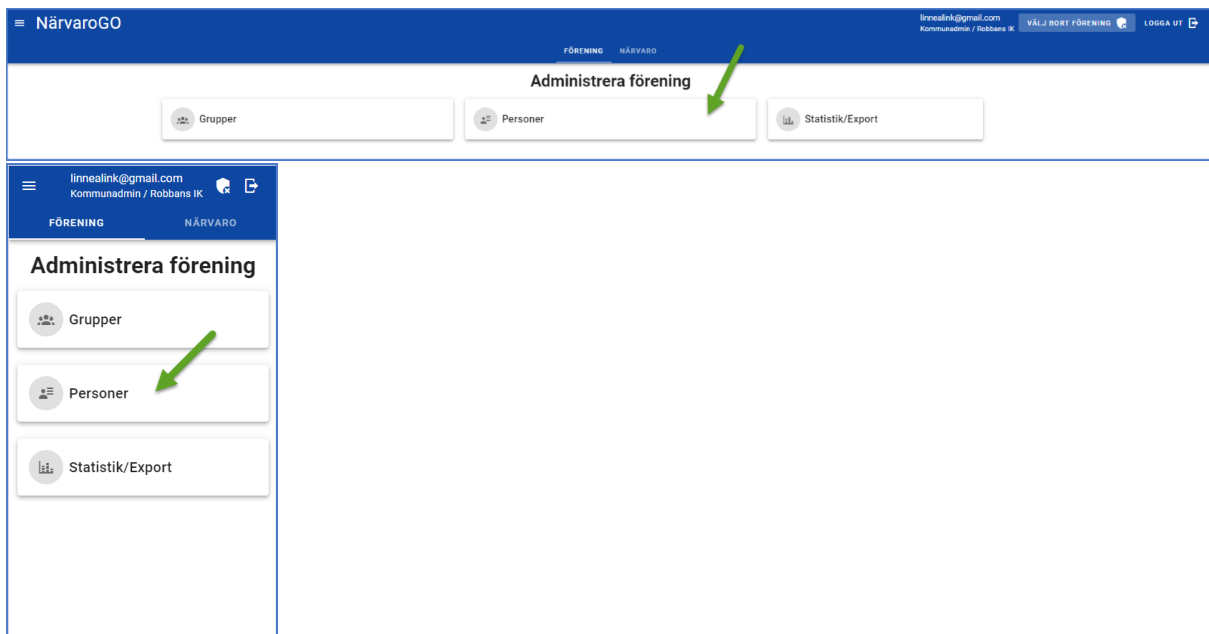 NärvaroGO
linnealink@gmail.com
Kommunadmin / Robbans IK
VÄLJ BORT FÖRENING
LOGGA UT
FÖRENING NÄRVARO
Administrera förening
Grupper
Personer
Statistik/Export
linnealink@gmail.com
Kommunadmin / Robbans IK
FÖRENING NÄRVARO
Administrera förening
Grupper
Personer
Statistik/Export